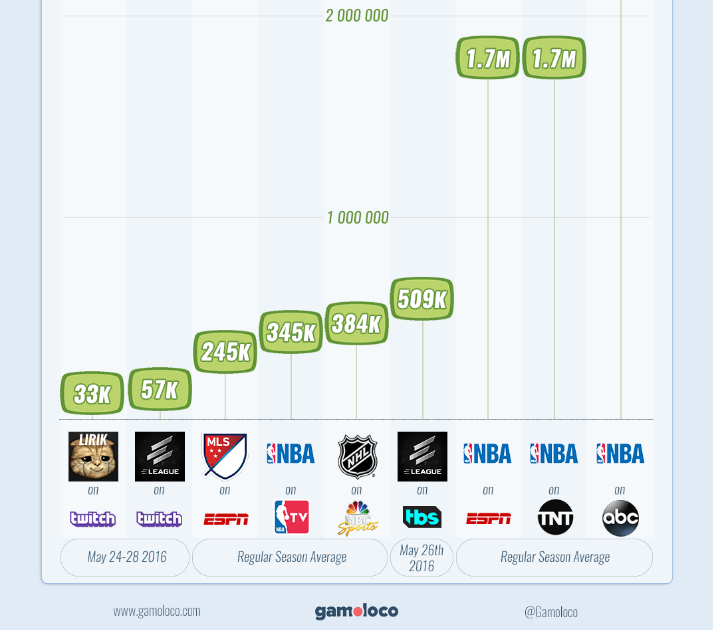 2 000 000
1.7M 1.7M
1 000 000
509K
384K
345K
245K
57K
33K
LIRIK ELEAGUE MLS NBA NHL ELEAGUE NBA NBA NBA
on on on on on on on on on
twitch twitch ESPN NBA TV NBC Sports tbs ESPN TNT abc
May 24-28 2016 Regular Season Average May 26th 2016 Regular Season Average
www.gamoloco.com gamoloco @Gamoloco